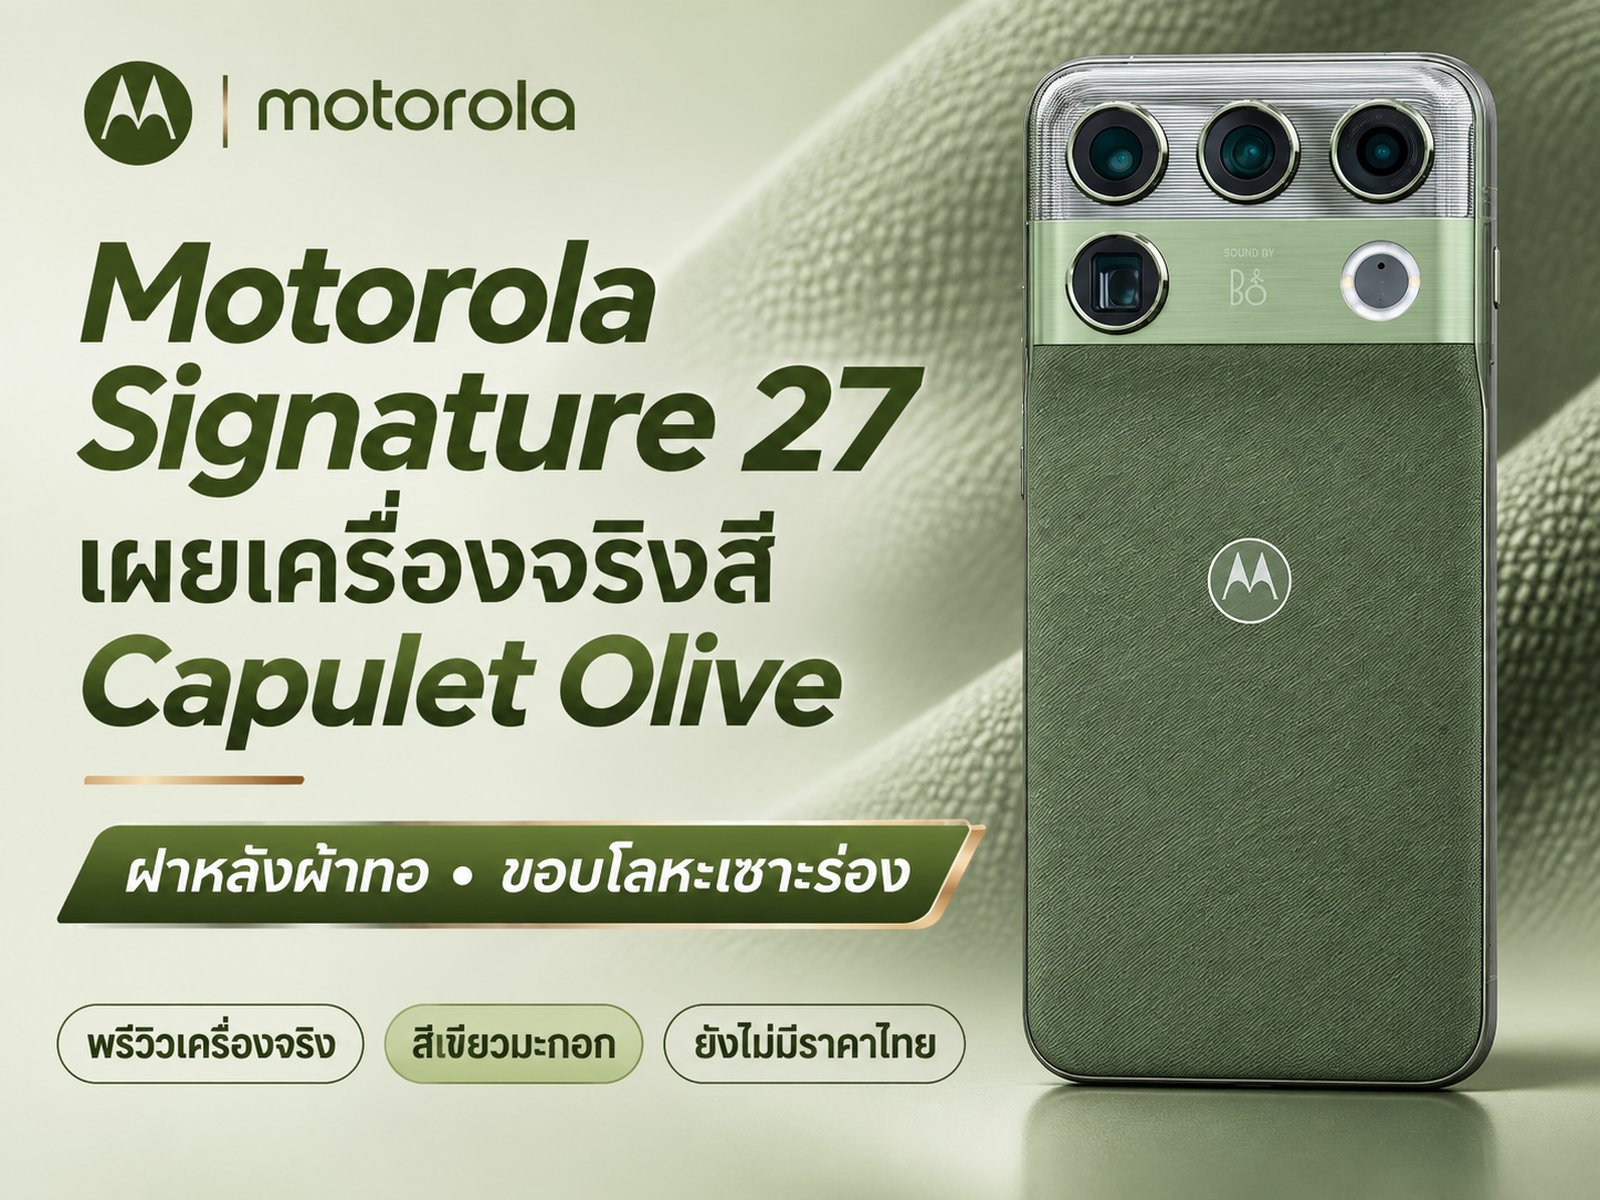 motorola
Motorola
Signature 27
เผยเครื่องจริงสี
Capulet Olive
ฝาหลังผ้าทอ • ขอบโลหะเซาะร่อง
พรีวิวเครื่องจริง
สีเขียวมะกอก
ยังไม่มีราคาไทย
SOUND BY
B&O